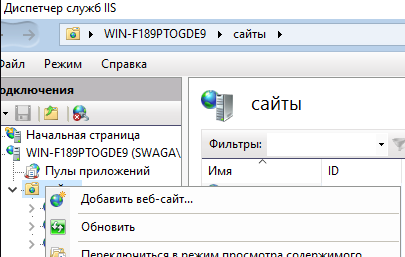 Диспетчер служб IIS
WIN-F189PTOGDE9 сайты
Файл Режим Справка
одключения
Начальная страница
WIN-F189PTOGDE9 (SWAGA\
Пулы приложений
Добавить веб-сайт...
Обновить
Переключиться в режим просмотра содержимого
сайты
Фильтры:
Имя ID